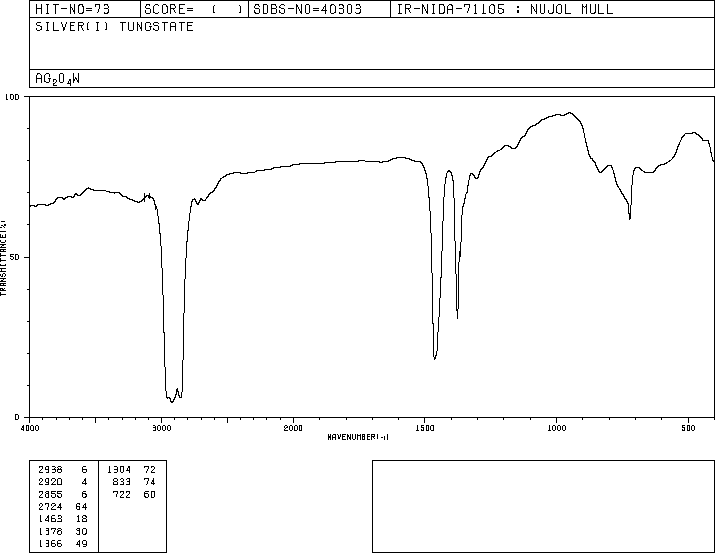 HIT-NO=73 SCORE= ( ) SDBS-NO=40303 IR-NIDA-71105 : NUJOL MULL
SILVER(I) TUNGSTATE
AG2O4W
100
TRANSMITTANCE(%)
50
0
4000 3000 2000 1500 1000 500
WAVENUMBER(-1)
2938 6 1304 72
2920 4 833 74
2855 6 722 60
2724 64
1463 18
1378 30
1366 49